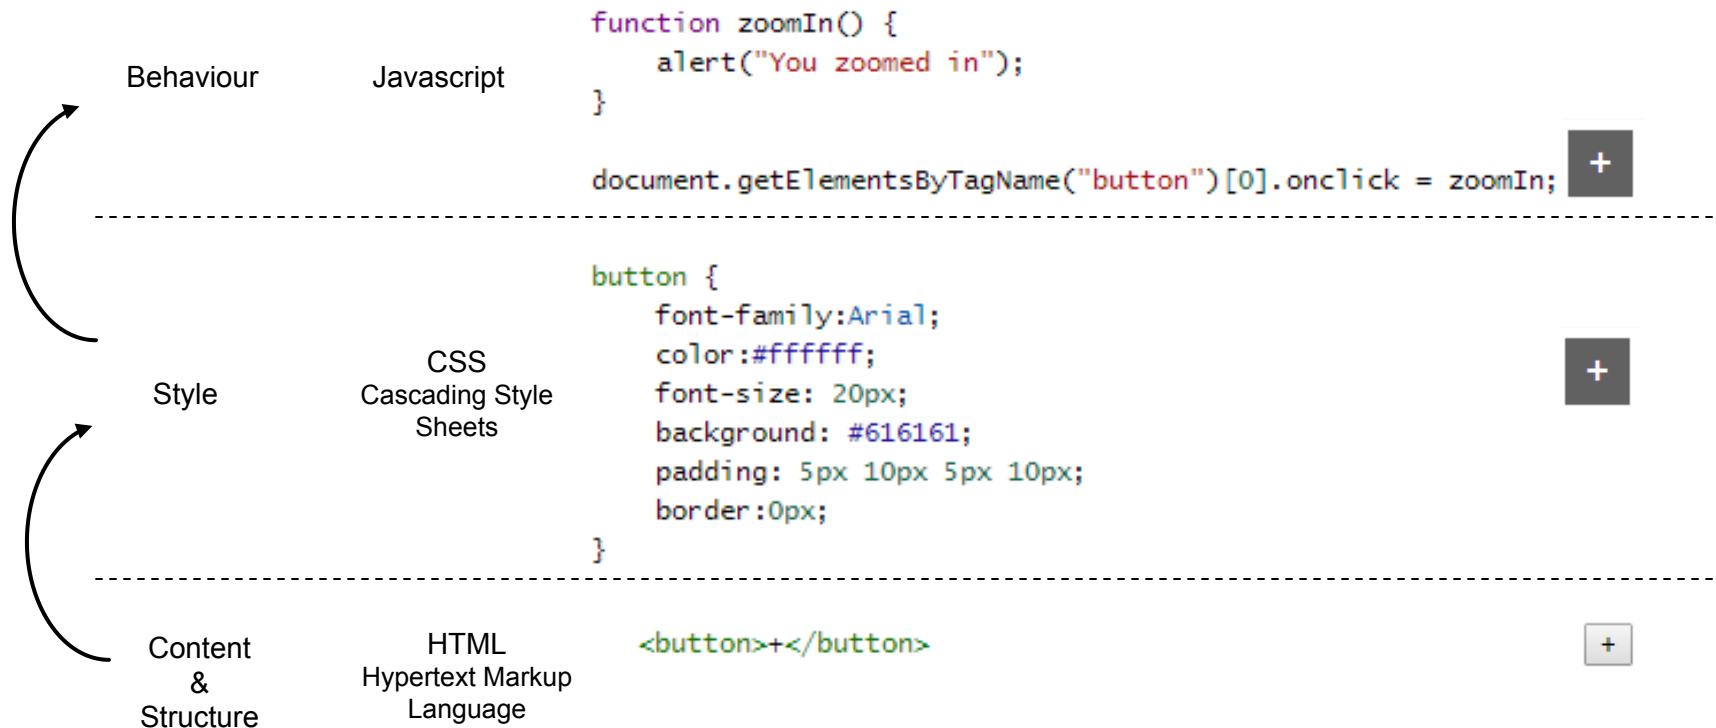 Behaviour
Javascript
function zoomIn() {
    alert("You zoomed in");
}
document.getElementsByTagName("button")[0].onclick = zoomIn;
+
Style
CSS
Cascading Style
Sheets
button {
    font-family:Arial;
    color:#ffffff;
    font-size: 20px;
    background: #616161;
    padding: 5px 10px 5px 10px;
    border:0px;
}
+
Content
&
Structure
HTML
Hypertext Markup
Language
<button>+</button>
+